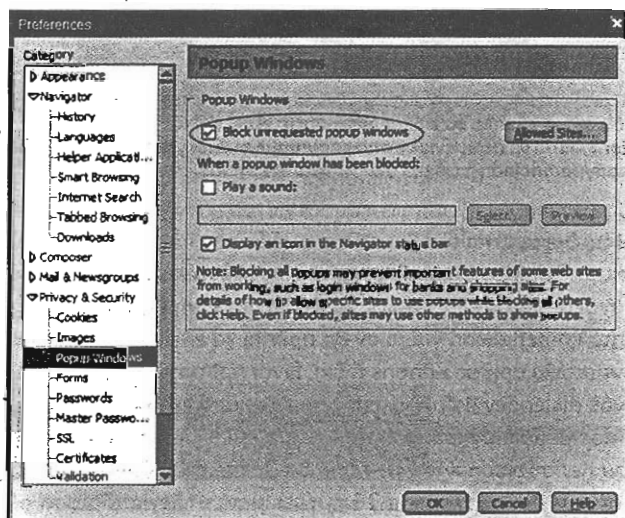 Preferences
Category
Appearance
Navigator
History
Languages
Helper Applicati...
Smart Browsing
Internet Search
Tabbed Browsing
Downloads
Composer
Mail & Newsgroups
Privacy & Security
Cookies
Images
Popup Windows
Forms
Passwords
Master Passwo...
SSL
Certificates
Validation
Popup Windows
Popup Windows
Block unrequested popup windows
Allowed Sites...
When a popup window has been blocked:
Play a sound:
Select...
Preview
Display an icon in the Navigator status bar
Note: Blocking all popups may prevent important features of some web sites
from working, such as login windows for banks and shopping sites. For
details of how to allow specific sites to use popups while blocking all others,
click Help. Even if blocked, sites may use other methods to show popups.
OK
Cancel
Help